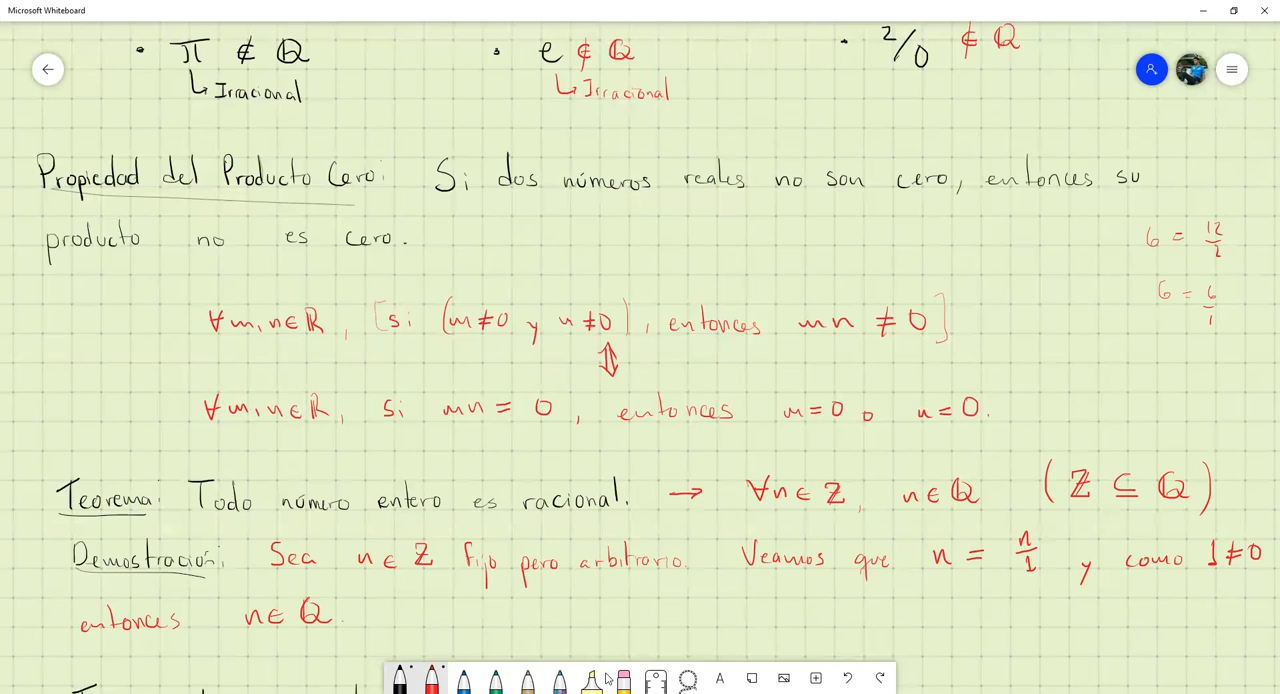 Microsoft Whiteboard
• π ∉ ℚ • e ∉ ℚ • 2/0 ∉ ℚ
↳ Irracional ↳ Irracional
Propiedad del Producto Cero: Si dos números reales no son cero, entonces su
producto no es cero.
6 = 12/2
6 = 6/1
∀m,n∈ℝ, [si (m≠0 y n≠0), entonces mn ≠ 0]
⇕
∀m,n∈ℝ, si mn = 0, entonces m=0 o n=0.
Teorema: Todo número entero es racional. → ∀n∈ℤ, n∈ℚ (ℤ ⊆ ℚ)
Demostración: Sea n∈ℤ fijo pero arbitrario. Veamos que n = n/1 y como 1≠0
entonces n∈ℚ.